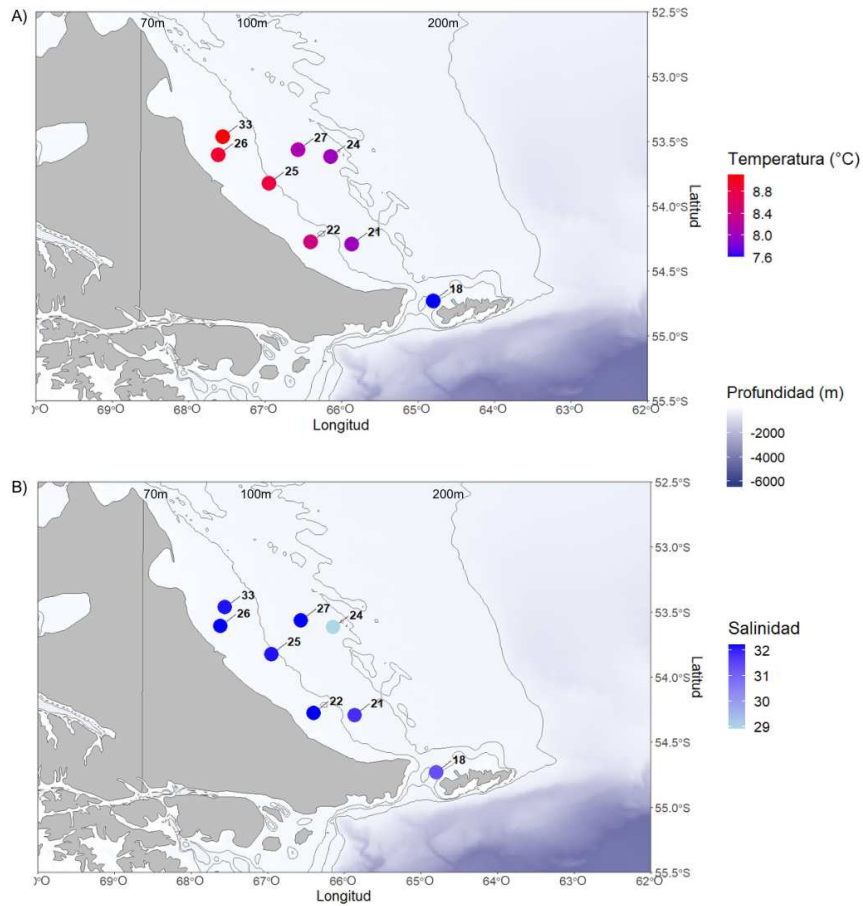 A)
70m 100m 200m
52.5°S
53.0°S
53.5°S
54.0°S
54.5°S
55.0°S
55.5°S
Latitud
33
26
27
24
25
22
21
18
°O 69°O 68°O 67°O 66°O 65°O 64°O 63°O 62°O
Longitud
Temperatura (°C)
8.8
8.4
8.0
7.6
Profundidad (m)
-2000
-4000
-6000
B)
70m 100m 200m
52.5°S
53.0°S
53.5°S
54.0°S
54.5°S
55.0°S
55.5°S
Latitud
33
26
27
24
25
22
21
18
°O 69°O 68°O 67°O 66°O 65°O 64°O 63°O 62°O
Longitud
Salinidad
32
31
30
29